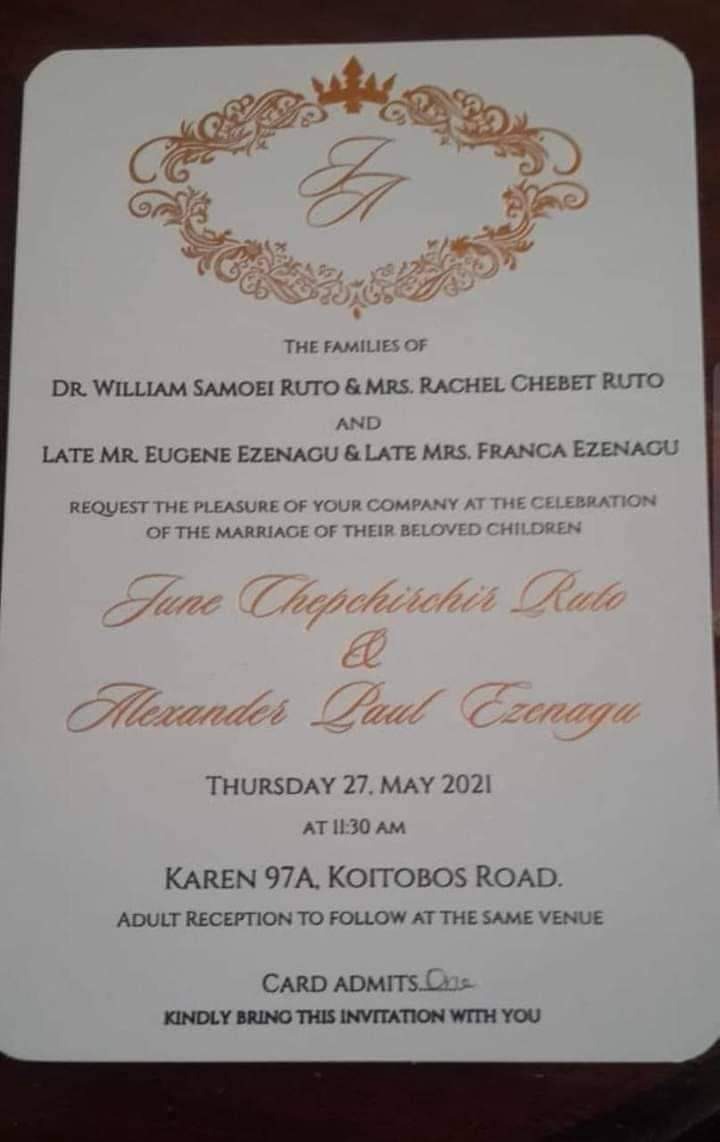 JA
THE FAMILIES OF
DR. WILLIAM SAMOEI RUTO & MRS. RACHEL CHEBET RUTO
AND
LATE MR. EUGENE EZENAGU & LATE MRS. FRANCA EZENAGU
REQUEST THE PLEASURE OF YOUR COMPANY AT THE CELEBRATION
OF THE MARRIAGE OF THEIR BELOVED CHILDREN
June Chepchirchir Ruto
&
Alexander Paul Ezenagu
THURSDAY 27, MAY 2021
AT 11:30 AM
KAREN 97A, KOITOBOS ROAD.
ADULT RECEPTION TO FOLLOW AT THE SAME VENUE
CARD ADMITS..One
KINDLY BRING THIS INVITATION WITH YOU